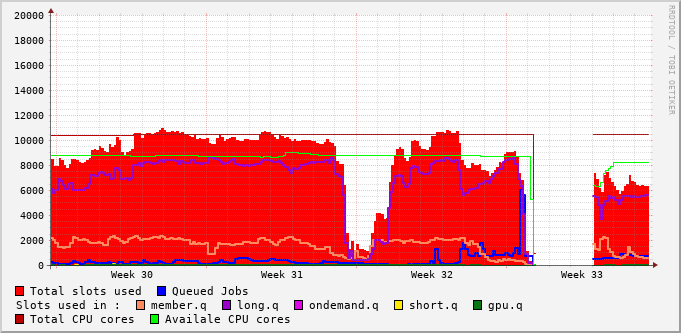 20000
18000
16000
14000
12000
10000
8000
6000
4000
2000
0
Week 30 Week 31 Week 32 Week 33
RRDTOOL / TOBI OETIKER
Total slots used Queued Jobs
Slots used in : member.q long.q ondemand.q short.q gpu.q
Total CPU cores Availale CPU cores